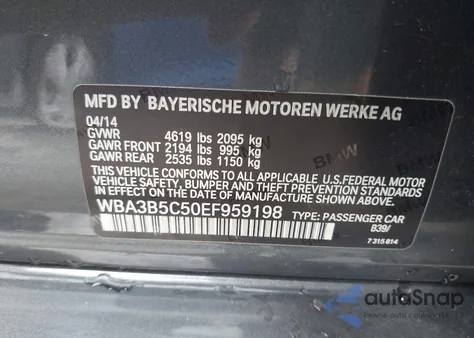 MFD BY BAYERISCHE MOTOREN WERKE AG
04/14
GVWR 4619 lbs 2095 kg
GAWR FRONT 2194 lbs 995 kg
GAWR REAR 2535 lbs 1150 kg
THIS VEHICLE CONFORMS TO ALL APPLICABLE U.S. FEDERAL MOTOR
VEHICLE SAFETY, BUMPER AND THEFT PREVENTION STANDARDS
IN EFFECT ON THE DATE OF MANUFACTURE SHOWN ABOVE.
WBA3B5C50EF959198 TYPE: PASSENGER CAR
B39/
7 315 814
BMW
autoSnap